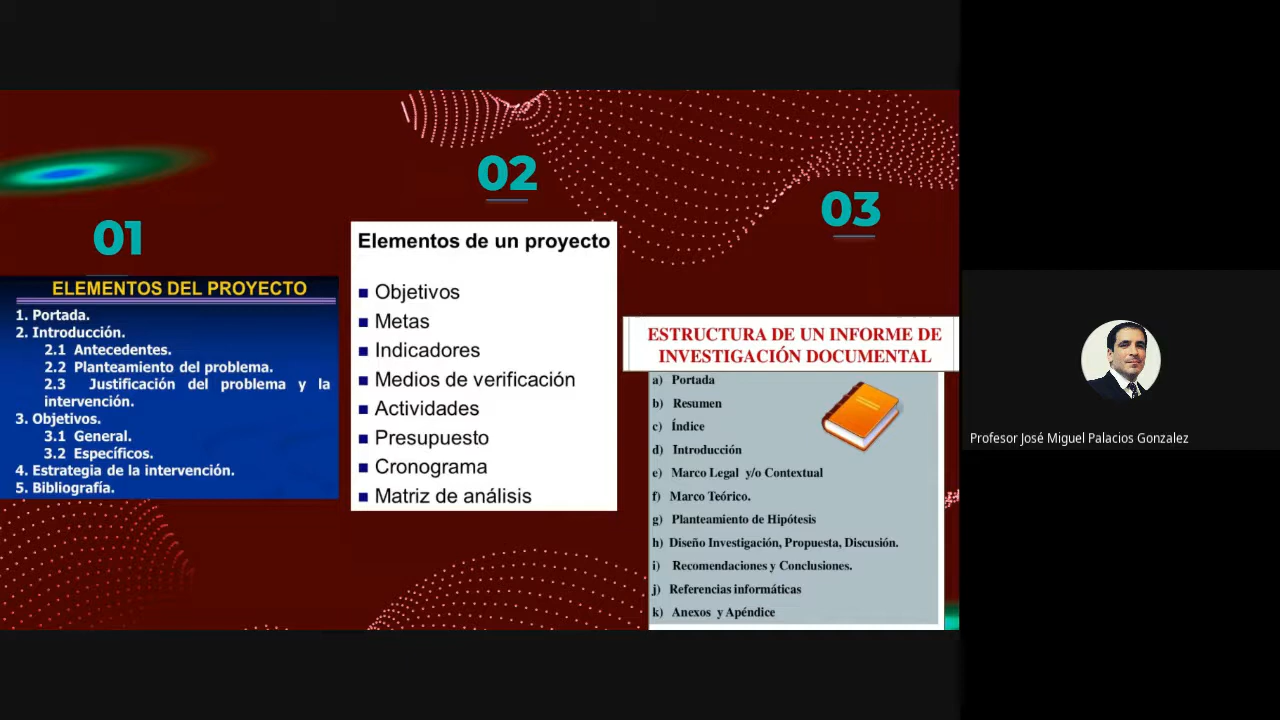 01
ELEMENTOS DEL PROYECTO
1. Portada.
2. Introducción.
2.1 Antecedentes.
2.2 Planteamiento del problema.
2.3 Justificación del problema y la
intervención.
3. Objetivos.
3.1 General.
3.2 Específicos.
4. Estrategia de la intervención.
5. Bibliografía.
02
Elementos de un proyecto
Objetivos
Metas
Indicadores
Medios de verificación
Actividades
Presupuesto
Cronograma
Matriz de análisis
03
ESTRUCTURA DE UN INFORME DE
INVESTIGACIÓN DOCUMENTAL
a) Portada
b) Resumen
c) Índice
d) Introducción
e) Marco Legal y/o Contextual
f) Marco Teórico.
g) Planteamiento de Hipótesis
h) Diseño Investigación, Propuesta, Discusión.
i) Recomendaciones y Conclusiones.
j) Referencias informáticas
k) Anexos y Apéndice
Profesor José Miguel Palacios Gonzalez